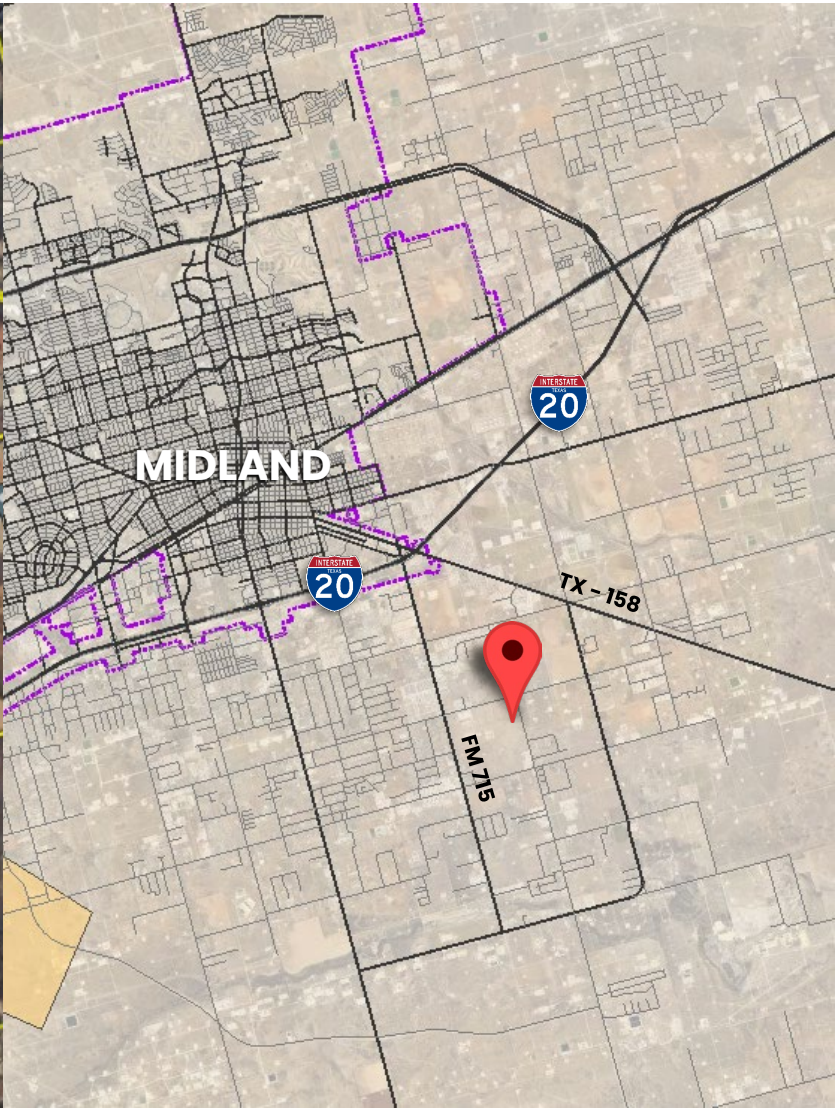 INTERSTATE
TEXAS
20
MIDLAND
INTERSTATE
TEXAS
20
TX - 158
FM 715